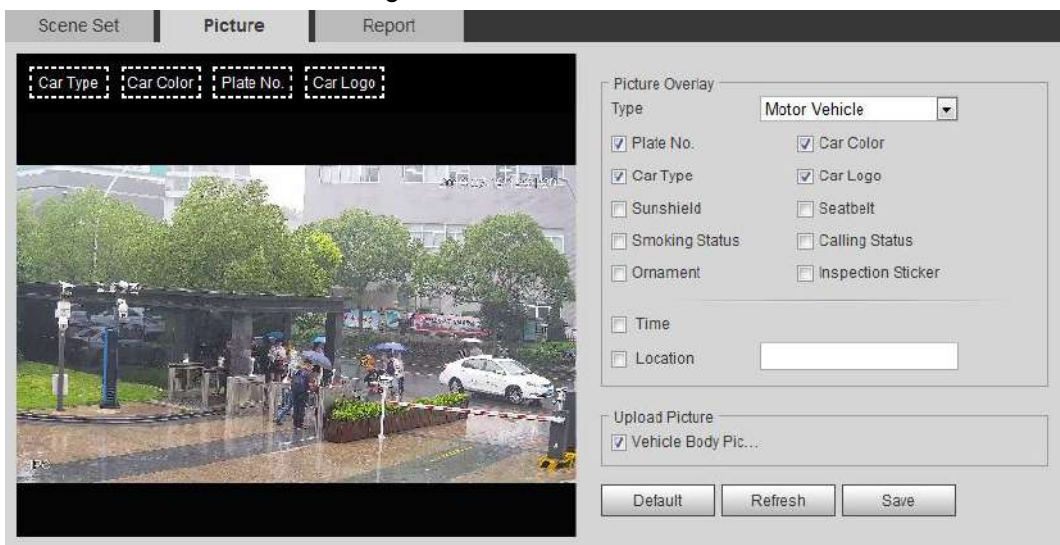 Scene Set Picture Report
Car Type Car Color Plate No. Car Logo
Picture Overlay
Type Motor Vehicle
Plate No. Car Color
Car Type Car Logo
Sunshield Seatbelt
Smoking Status Calling Status
Ornament Inspection Sticker
Time
Location
Upload Picture
Vehicle Body Pic...
Default Refresh Save